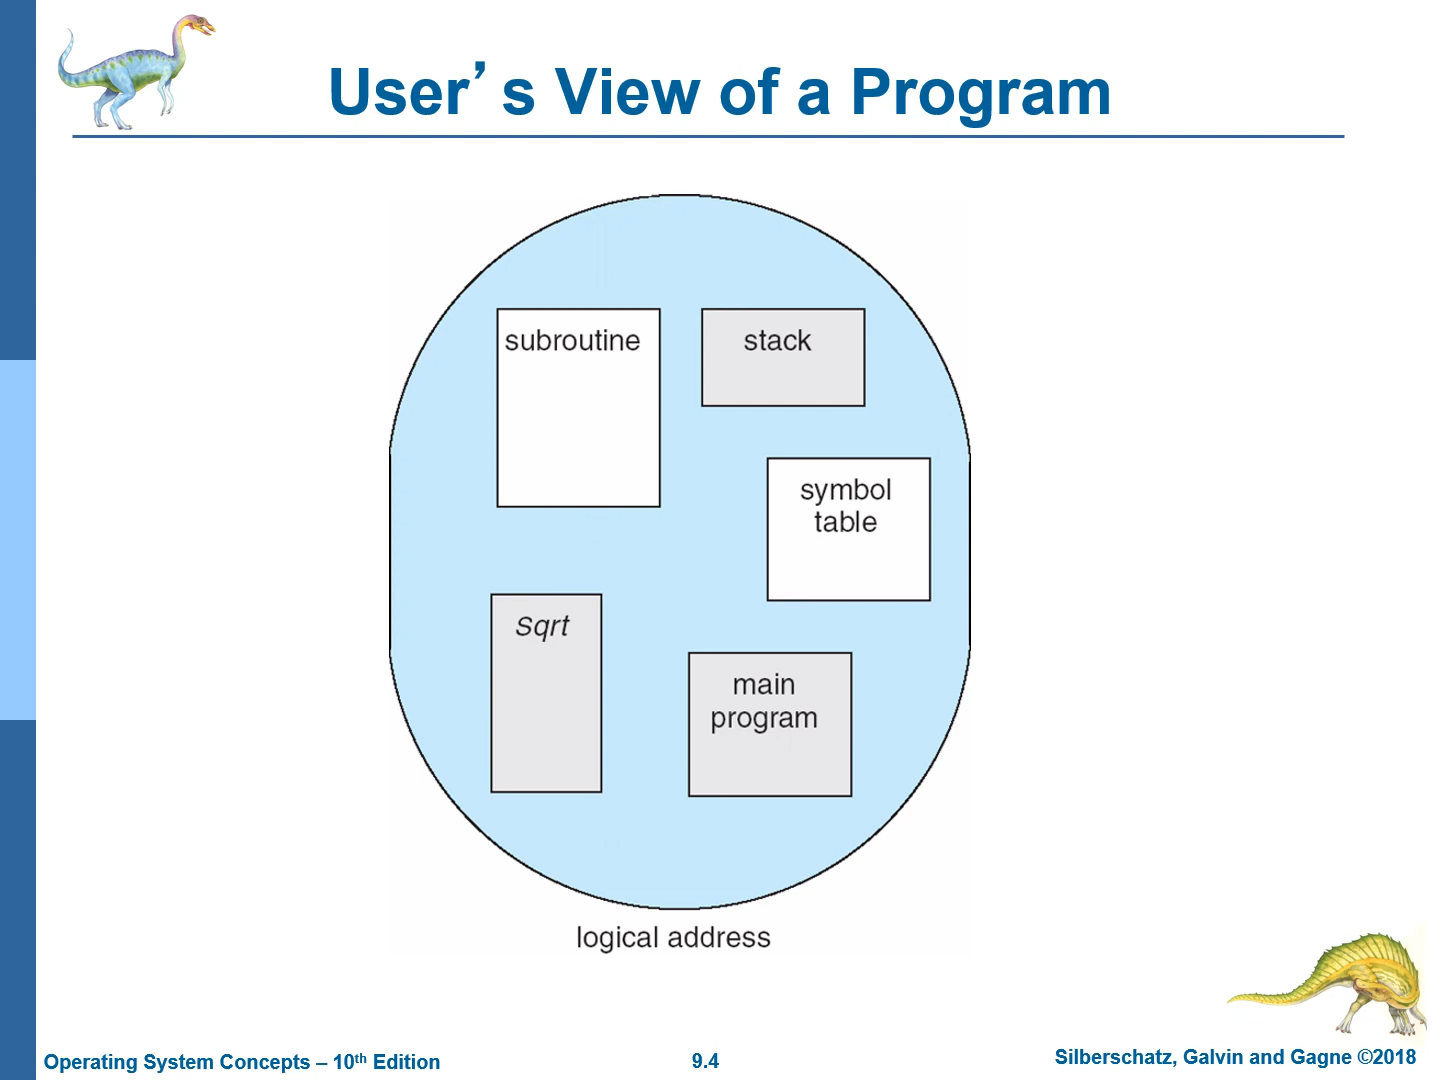 User’s View of a Program
subroutine
stack
symbol
table
Sqrt
main
program
logical address
Operating System Concepts – 10th Edition
9.4
Silberschatz, Galvin and Gagne ©2018